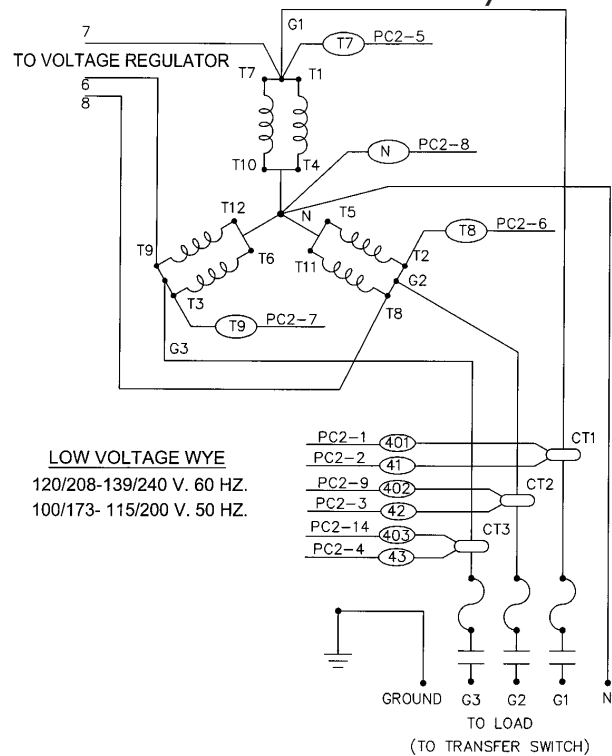 7
G1
T7
PC2-5
TO VOLTAGE REGULATOR
T7
T1
6
8
T10
T4
N
PC2-8
T12
N
T5
T9
T6
T11
T2
T8
PC2-6
G2
T3
T8
T9
PC2-7
G3
PC2-1
401
CT1
PC2-2
41
LOW VOLTAGE WYE
120/208-139/240 V. 60 HZ.
100/173- 115/200 V. 50 HZ.
PC2-9
402
CT2
PC2-3
42
PC2-14
403
CT3
PC2-4
43
GROUND
G3
G2
G1
N
TO LOAD
(TO TRANSFER SWITCH)